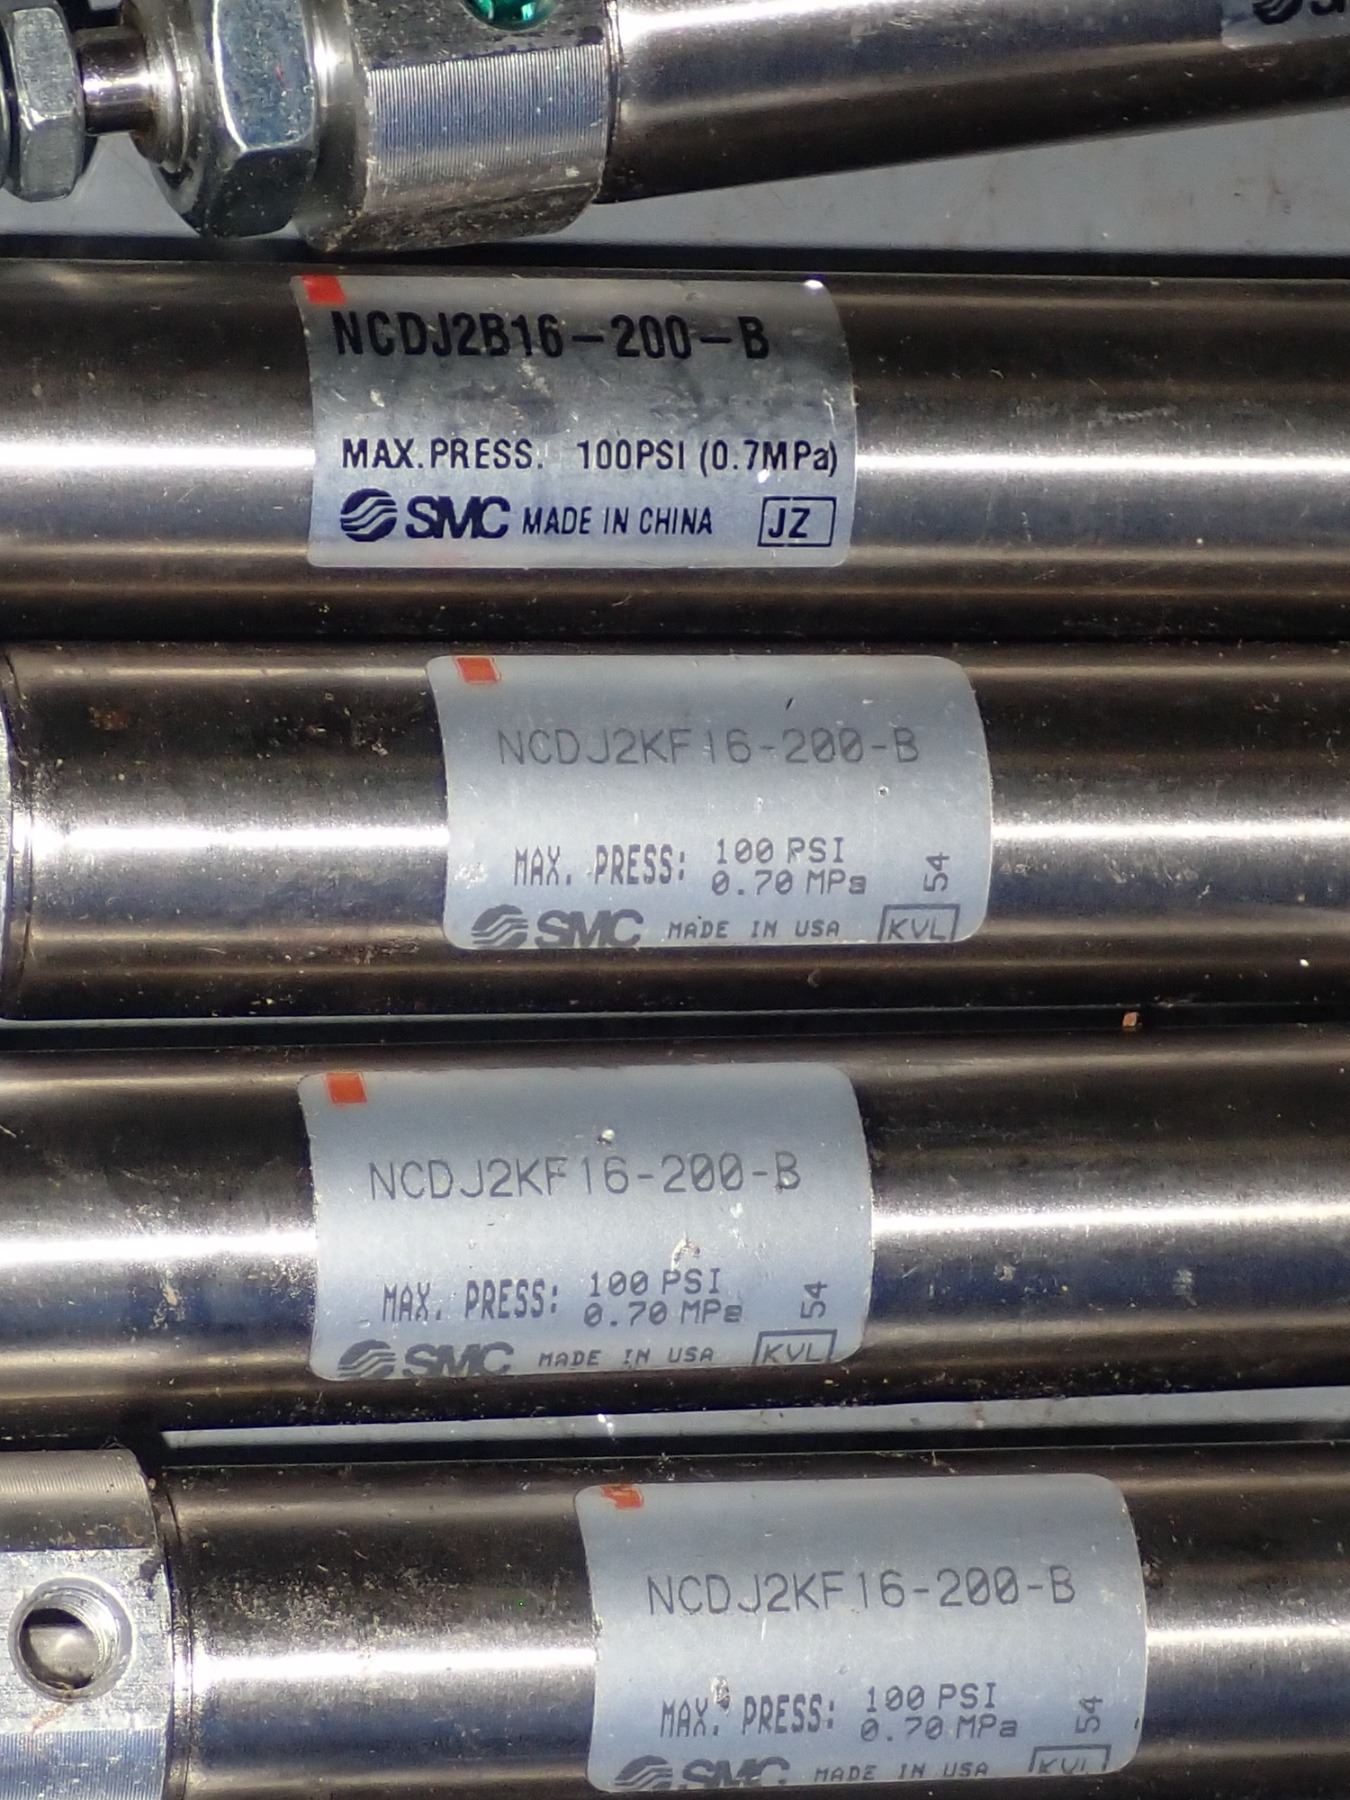 NCDJ2B16-200-B
MAX. PRESS. 100PSI (0.7MPa)
SMC MADE IN CHINA JZ
NCDJ2KF16-200-B
MAX. PRESS: 100 PSI
0.70 MPa
54
SMC MADE IN USA KVL
NCDJ2KF16-200-B
MAX. PRESS: 100 PSI
0.70 MPa
54
SMC MADE IN USA KVL
NCDJ2KF16-200-B
MAX. PRESS: 100 PSI
0.70 MPa
54
SMC MADE IN USA KVL